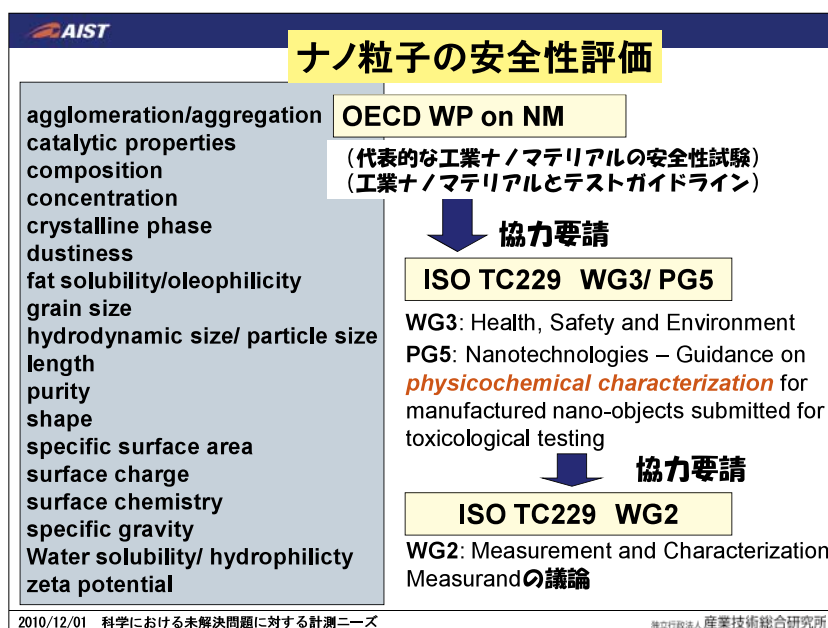 AIST
ナノ粒子の安全性評価
agglomeration/aggregation
catalytic properties
composition
concentration
crystalline phase
dustiness
fat solubility/oleophilicity
grain size
hydrodynamic size/ particle size
length
purity
shape
specific surface area
surface charge
surface chemistry
specific gravity
Water solubility/ hydrophilicty
zeta potential
OECD WP on NM
(代表的な工業ナノマテリアルの安全性試験)
(工業ナノマテリアルとテストガイドライン)
協力要請
ISO TC229 WG3/ PG5
WG3: Health, Safety and Environment
PG5: Nanotechnologies – Guidance on
physicochemical characterization for
manufactured nano-objects submitted for
toxicological testing
協力要請
ISO TC229 WG2
WG2: Measurement and Characterization
Measurandの議論
2010/12/01 科学における未解決問題に対する計測ニーズ
独立行政法人 産業技術総合研究所